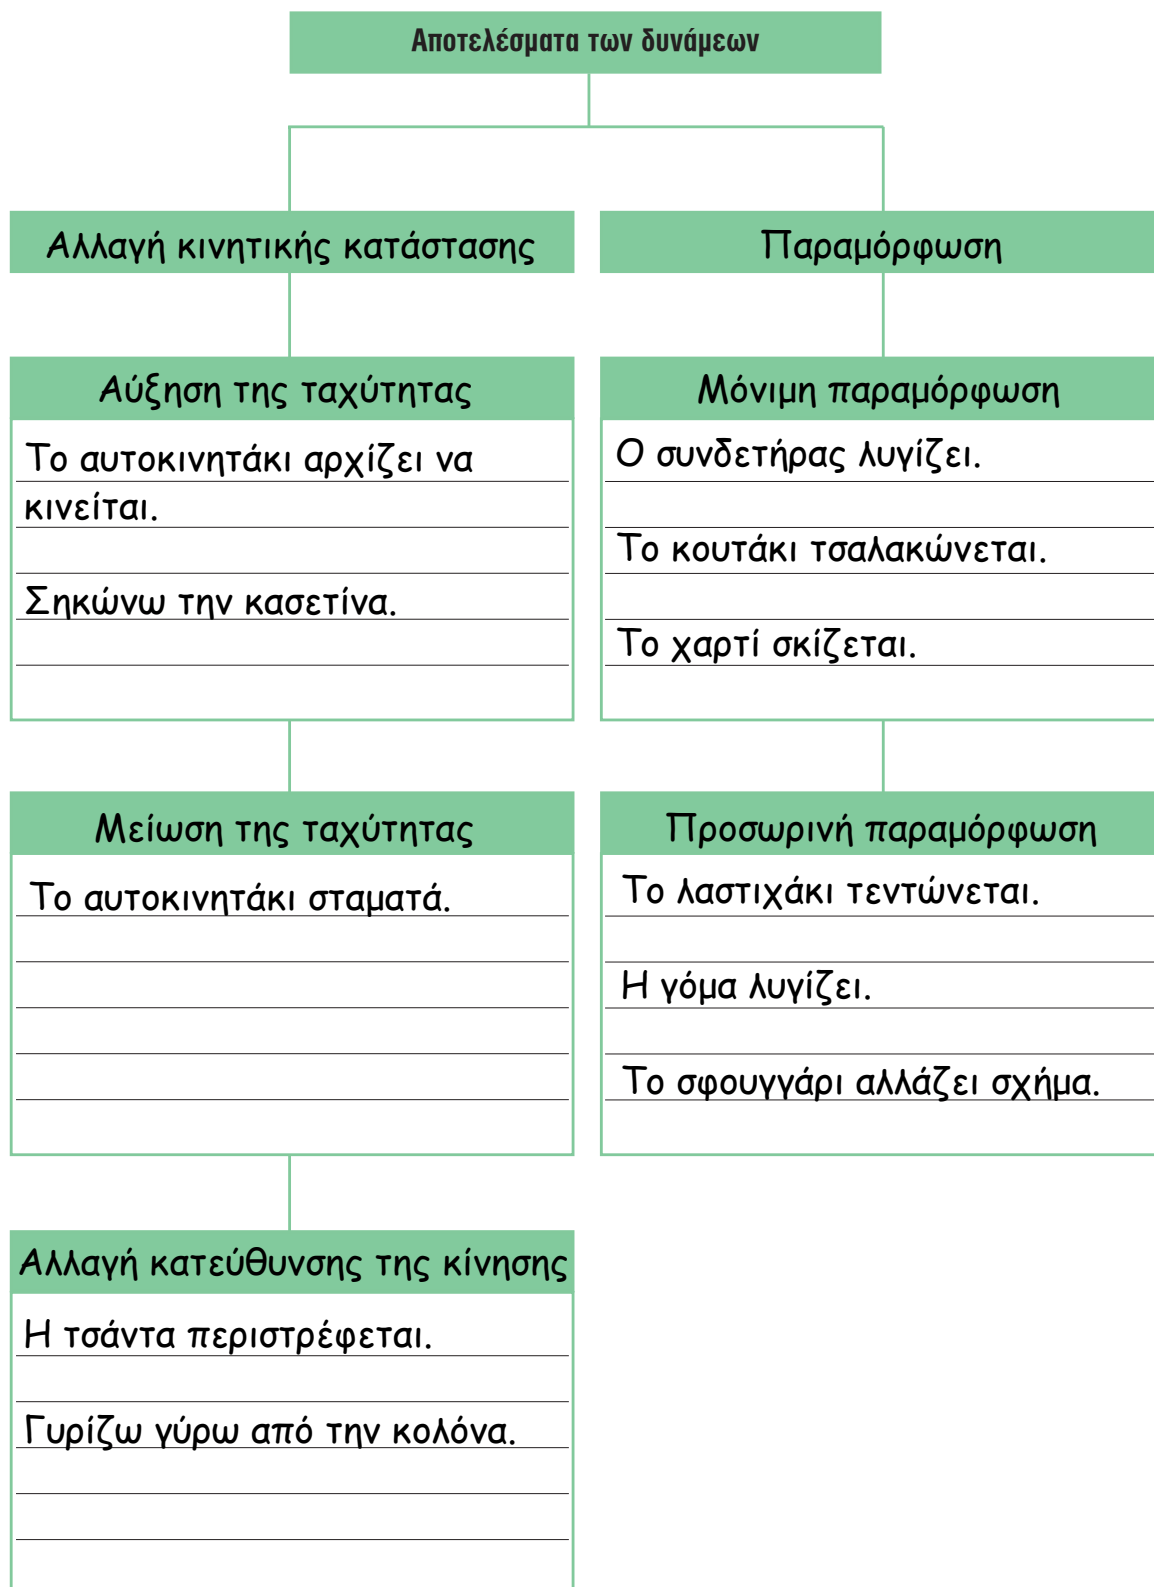 Αποτελέσματα των δυνάμεων
Αλλαγή κινητικής κατάστασης
Αύξηση της ταχύτητας
Το αυτοκινητάκι αρχίζει να
κινείται.
Σηκώνω την κασετίνα.
Μείωση της ταχύτητας
Το αυτοκινητάκι σταματά.
Αλλαγή κατεύθυνσης της κίνησης
Η τσάντα περιστρέφεται.
Γυρίζω γύρω από την κολόνα.
Παραμόρφωση
Μόνιμη παραμόρφωση
Ο συνδετήρας λυγίζει.
Το κουτάκι τσαλακώνεται.
Το χαρτί σκίζεται.
Προσωρινή παραμόρφωση
Το λαστιχάκι τεντώνεται.
Η γόμα λυγίζει.
Το σφουγγάρι αλλάζει σχήμα.